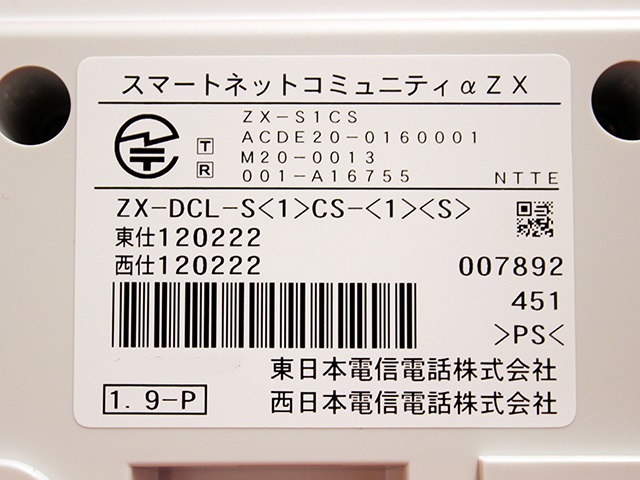 スマートネットコミュニティαZX
ZX-S1CS
T ACDE20-0160001
M20-0013
R 001-A16755
NTTE
ZX-DCL-S<1>CS-<1><S>
東仕120222
西仕120222
007892
451
>PS<
東日本電信電話株式会社
1.9-P
西日本電信電話株式会社